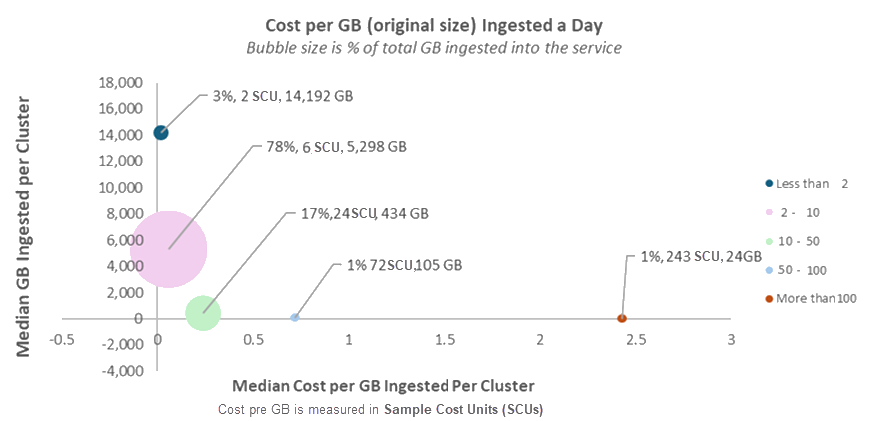 Cost per GB (original size) Ingested a Day
Bubble size is % of total GB ingested into the service
Median GB Ingested per Cluster
18,000
16,000
14,000
12,000
10,000
8,000
6,000
4,000
2,000
0
-2,000
-4,000
-0.5
0
0.5
1
1.5
2
2.5
3
3%, 2 SCU, 14,192 GB
78%, 6 SCU, 5,298 GB
17%,24SCU, 434 GB
1% 72SCU,105 GB
1%, 243 SCU, 24GB
Less than 2
2 - 10
10 - 50
50 - 100
More than100
Median Cost per GB Ingested Per Cluster
Cost pre GB is measured in Sample Cost Units (SCUs)